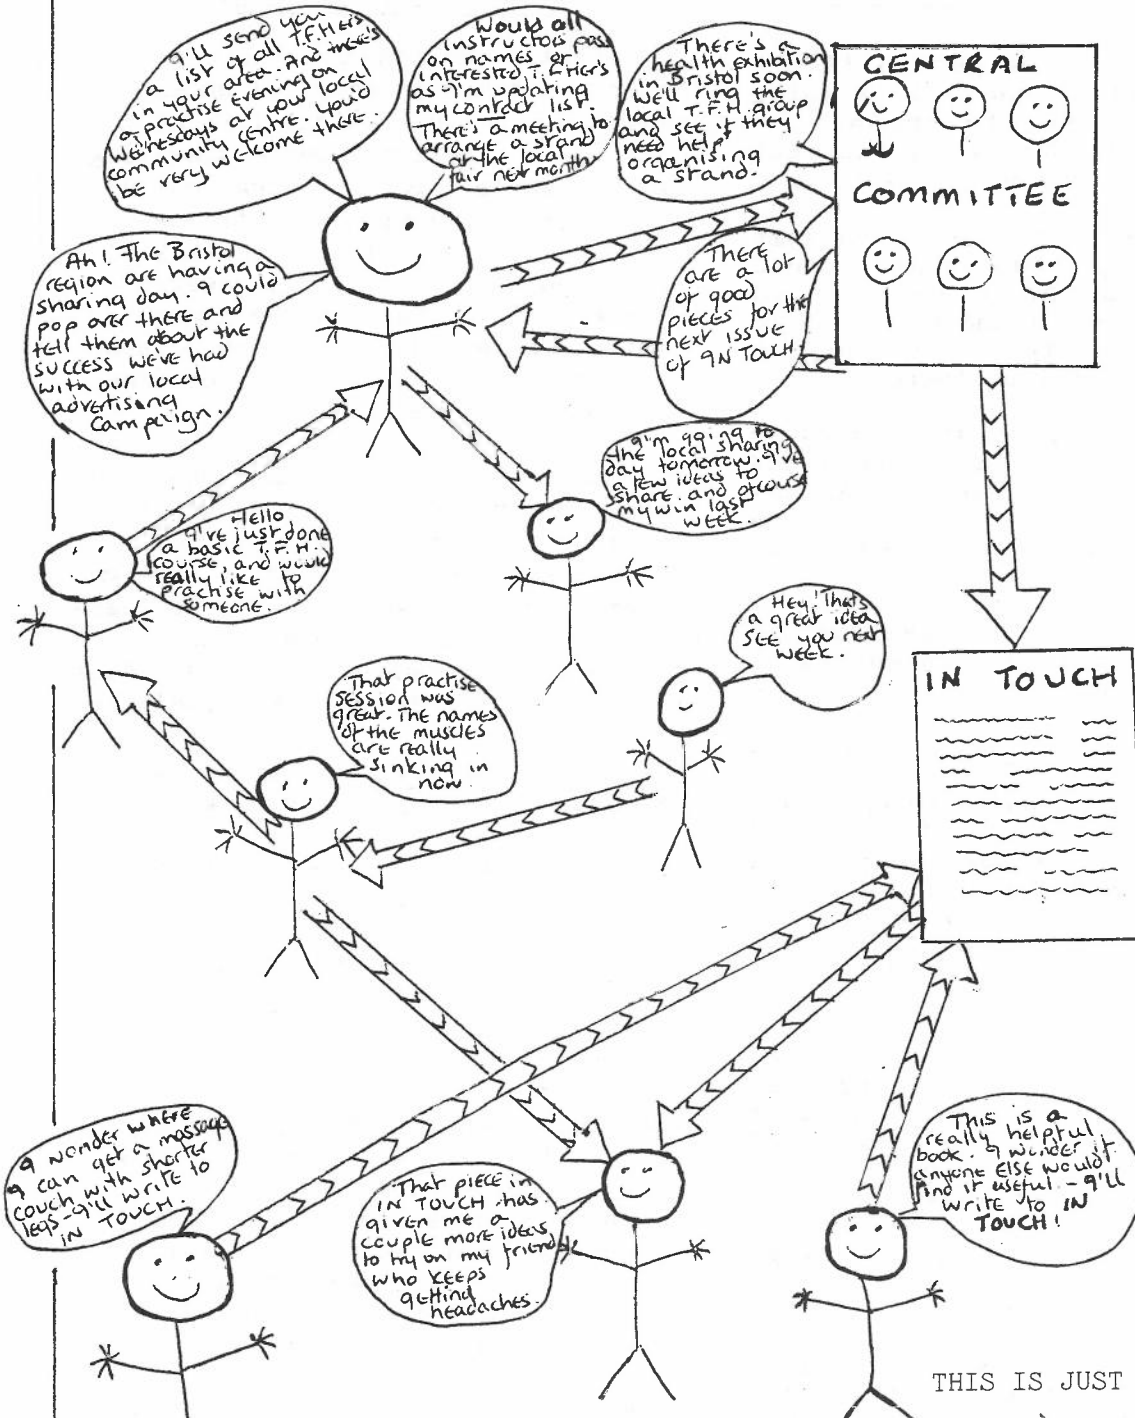 I'll send you
a list of all T.F.Hers
in your area. And there's
a practise evening on
Wednesdays at your local
community centre. You'd
be very welcome there.
Would all
instructors pass
on names of
interested T.F.Hers
as I'm updating
my contact list.
There's a meeting to
arrange a stand
at the local
fair next month.
There's a
health exhibition
in Bristol soon.
We'll ring the
local T.F.H. group
and see if they
need help
organising
a stand.
CENTRAL
COMMITTEE
Ah! The Bristol
region are having a
sharing day. I could
pop over there and
tell them about the
success we've had
with our local
advertising
campaign.
There
are a lot
of good
pieces for the
next issue
of IN TOUCH
I'm going to
the local sharing
day tomorrow. I've
a few ideas to
share. and ofcourse
my win last
week.
Hello
I've just done
a basic T.F.H.
course, and would
really like to
practise with
someone.
Hey! Thats
a great idea
see you next
week.
That practise
session was
great. The names
of the muscles
are really
sinking in
now.
IN TOUCH
I wonder where
I can get a massage
couch with shorter
legs - I'll write to
IN TOUCH.
That piece in
IN TOUCH has
given me a
couple more ideas
to try on my friend
who keeps
getting
headaches.
This is a
really helpful
book. I wonder if
anyone else would
find it useful - I'll
write to IN
TOUCH!
THIS IS JUST